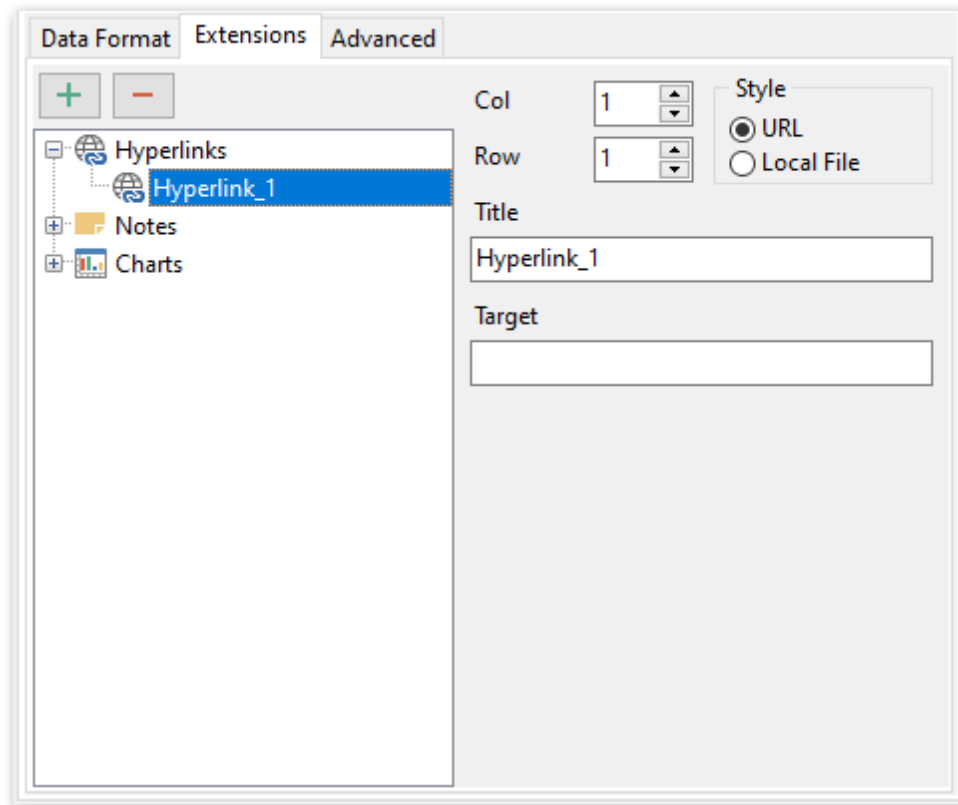 Data Format Extensions Advanced
Hyperlinks
Hyperlink_1
Notes
Charts
Col 1
Row 1
Style
URL
Local File
Title
Hyperlink_1
Target